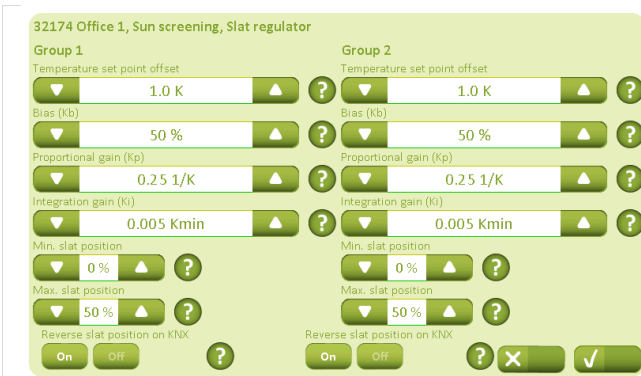 32174 Office 1, Sun screening, Slat regulator
Group 1 Group 2
Temperature set point offset Temperature set point offset
1.0 K ? 1.0 K ?
Bias (Kb) Bias (Kb)
50 % ? 50 % ?
Proportional gain (Kp) Proportional gain (Kp)
0.25 1/K ? 0.25 1/K ?
Integration gain (Ki) Integration gain (Ki)
0.005 Kmin ? 0.005 Kmin ?
Min. slat position Min. slat position
0 % ? 0 % ?
Max. slat position Max. slat position
50 % ? 50 % ?
Reverse slat position on KNX Reverse slat position on KNX
On Off ? On Off ?